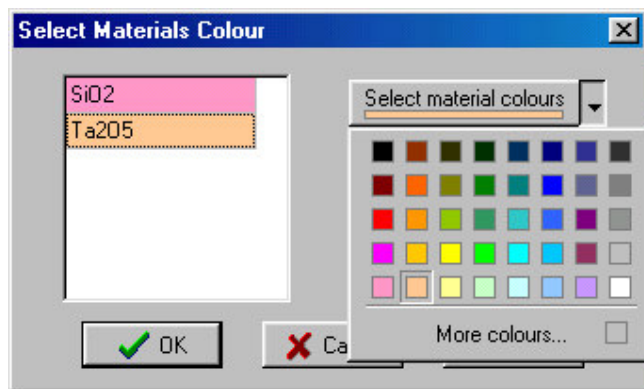 Select Materials Colour
SiO2
Ta2O5
Select material colours
More colours...
OK
Ca